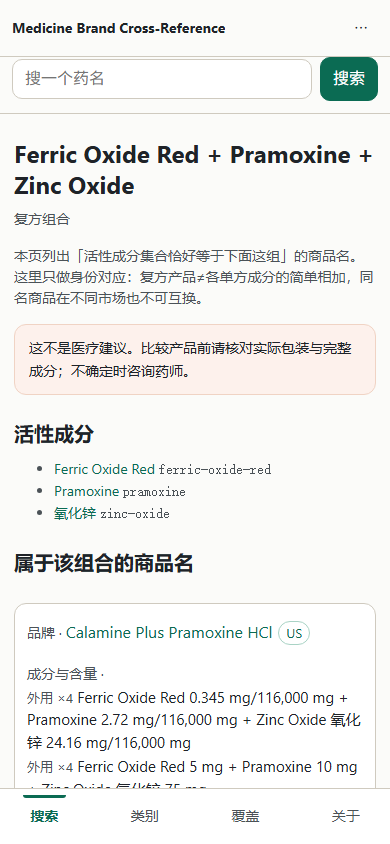 Medicine Brand Cross-Reference
···
搜一个药名
搜索
Ferric Oxide Red + Pramoxine +
Zinc Oxide
复方组合
本页列出「活性成分集合恰好等于下面这组」的商品名。
这里只做身份对应：复方产品≠各单方成分的简单相加，同
名商品在不同市场也不可互换。
这不是医疗建议。比较产品前请核对实际包装与完整
成分；不确定时咨询药师。
活性成分
• Ferric Oxide Red ferric-oxide-red
• Pramoxine pramoxine
• 氧化锌 zinc-oxide
属于该组合的商品名
品牌 · Calamine Plus Pramoxine HCl US
成分与含量 ·
外用 ×4 Ferric Oxide Red 0.345 mg/116,000 mg +
Pramoxine 2.72 mg/116,000 mg + Zinc Oxide 氧化
锌 24.16 mg/116,000 mg
外用 ×4 Ferric Oxide Red 5 mg + Pramoxine 10 mg
+ Zinc Oxide 氧化锌 75 mg
搜索
类别
覆盖
关于